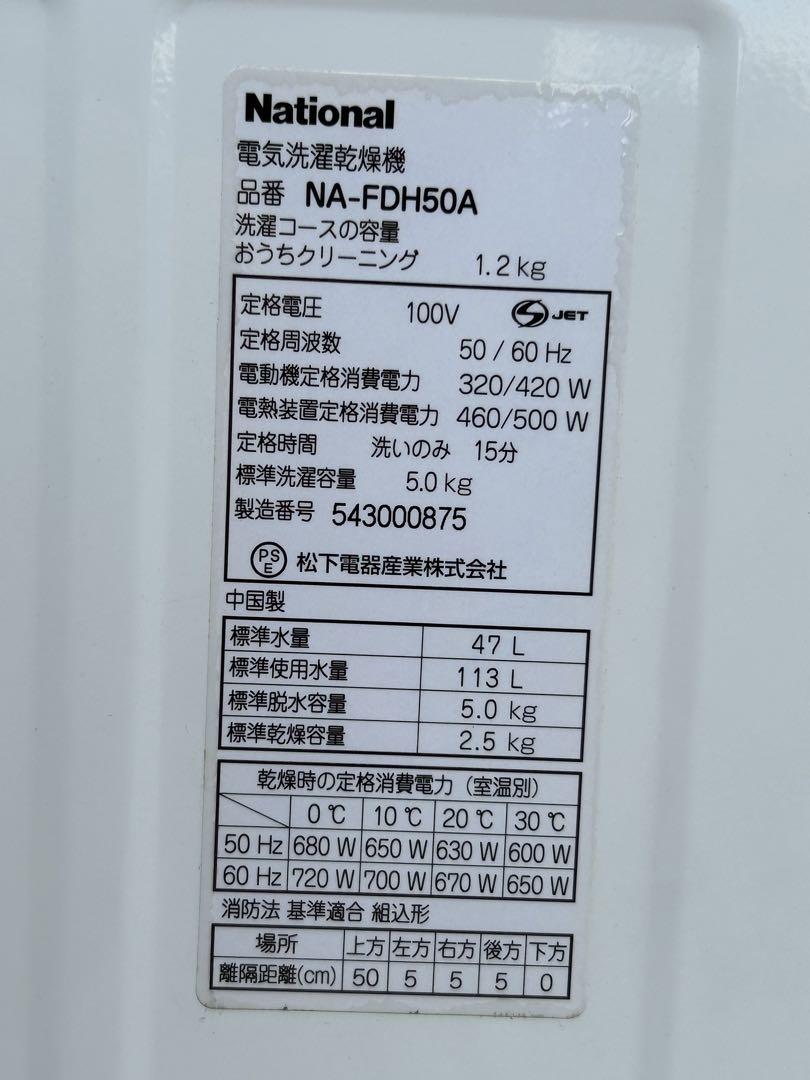 National
電気洗濯乾燥機
品番 NA-FDH50A
洗濯コースの容量
おうちクリーニング 1.2 kg
定格電圧 100V JET
定格周波数 50 / 60 Hz
電動機定格消費電力 320/420 W
電熱装置定格消費電力 460/500 W
定格時間 洗いのみ 15分
標準洗濯容量 5.0 kg
製造番号 543000875
PS
E 松下電器産業株式会社
中国製
標準水量 47 L
標準使用水量 113 L
標準脱水容量 5.0 kg
標準乾燥容量 2.5 kg
乾燥時の定格消費電力(室温別)
0℃ 10℃ 20℃ 30℃
50 Hz 680 W 650 W 630 W 600 W
60 Hz 720 W 700 W 670 W 650 W
消防法 基準適合 組込形
場所 上方 左方 右方 後方 下方
離隔距離(cm) 50 5 5 5 0